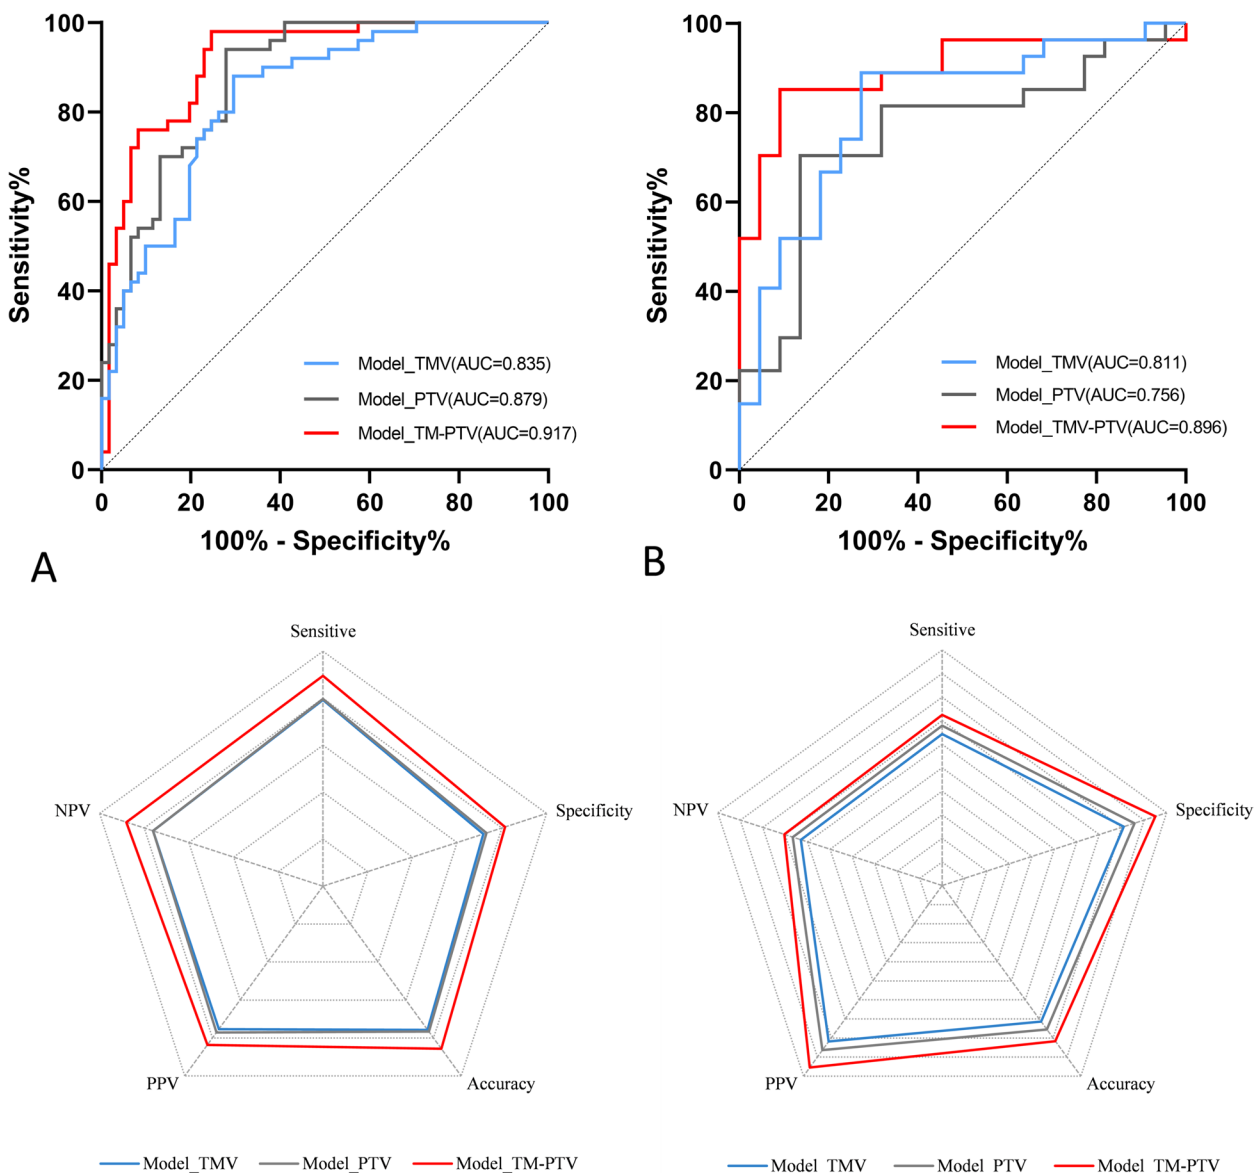 100
80
60
40
20
0
Sensitivity%
Model_TMV(AUC=0.835)
Model_PTV(AUC=0.879)
Model_TM-PTV(AUC=0.917)
0 20 40 60 80 100
100% - Specificity%
A
100
80
60
40
20
0
Sensitivity%
Model_TMV(AUC=0.811)
Model_PTV(AUC=0.756)
Model_TMV-PTV(AUC=0.896)
0 20 40 60 80 100
100% - Specificity%
B
Sensitive
NPV
Specificity
PPV
Accuracy
Model_TMV Model_PTV Model_TM-PTV
Sensitive
NPV
Specificity
PPV
Accuracy
Model_TMV Model_PTV Model_TM-PTV